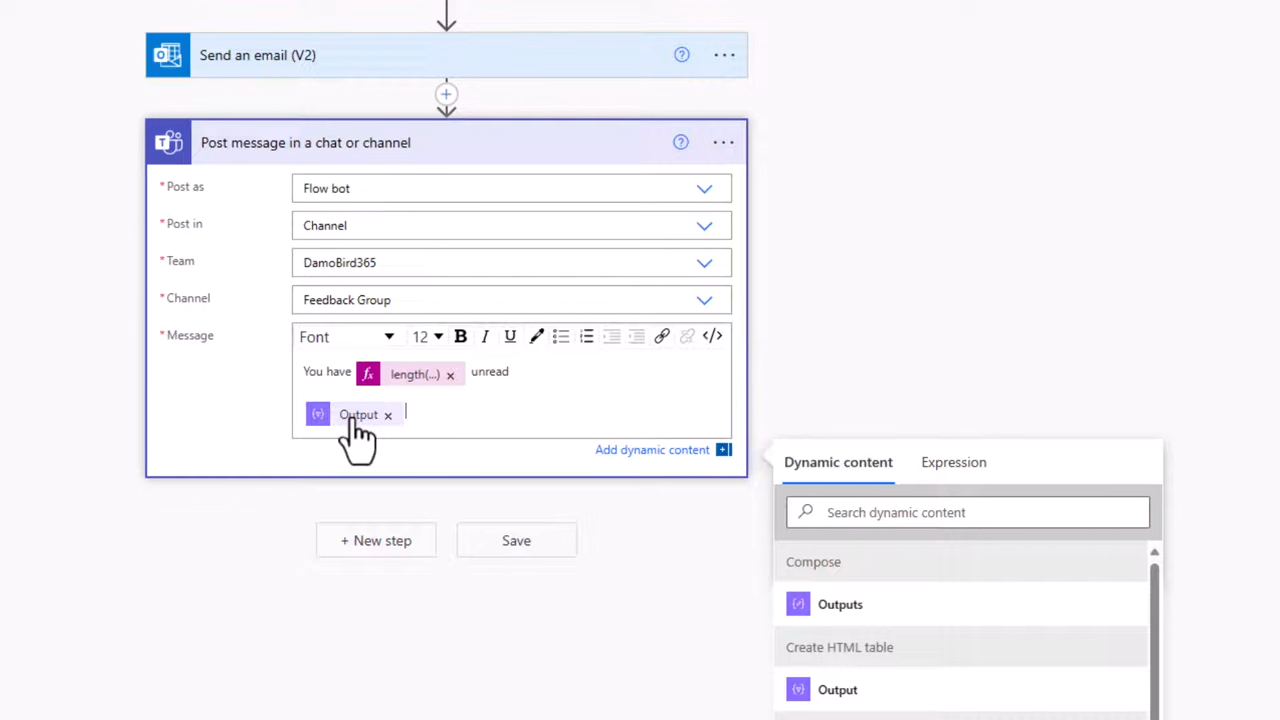 Send an email (V2)
Post message in a chat or channel
*Post as
Flow bot
*Post in
Channel
*Team
DamoBird365
*Channel
Feedback Group
*Message
Font 12 B I U </>
You have fx length(...) × unread
Output ×
Add dynamic content
Dynamic content Expression
Search dynamic content
Compose
Outputs
Create HTML table
Output
+ New step Save